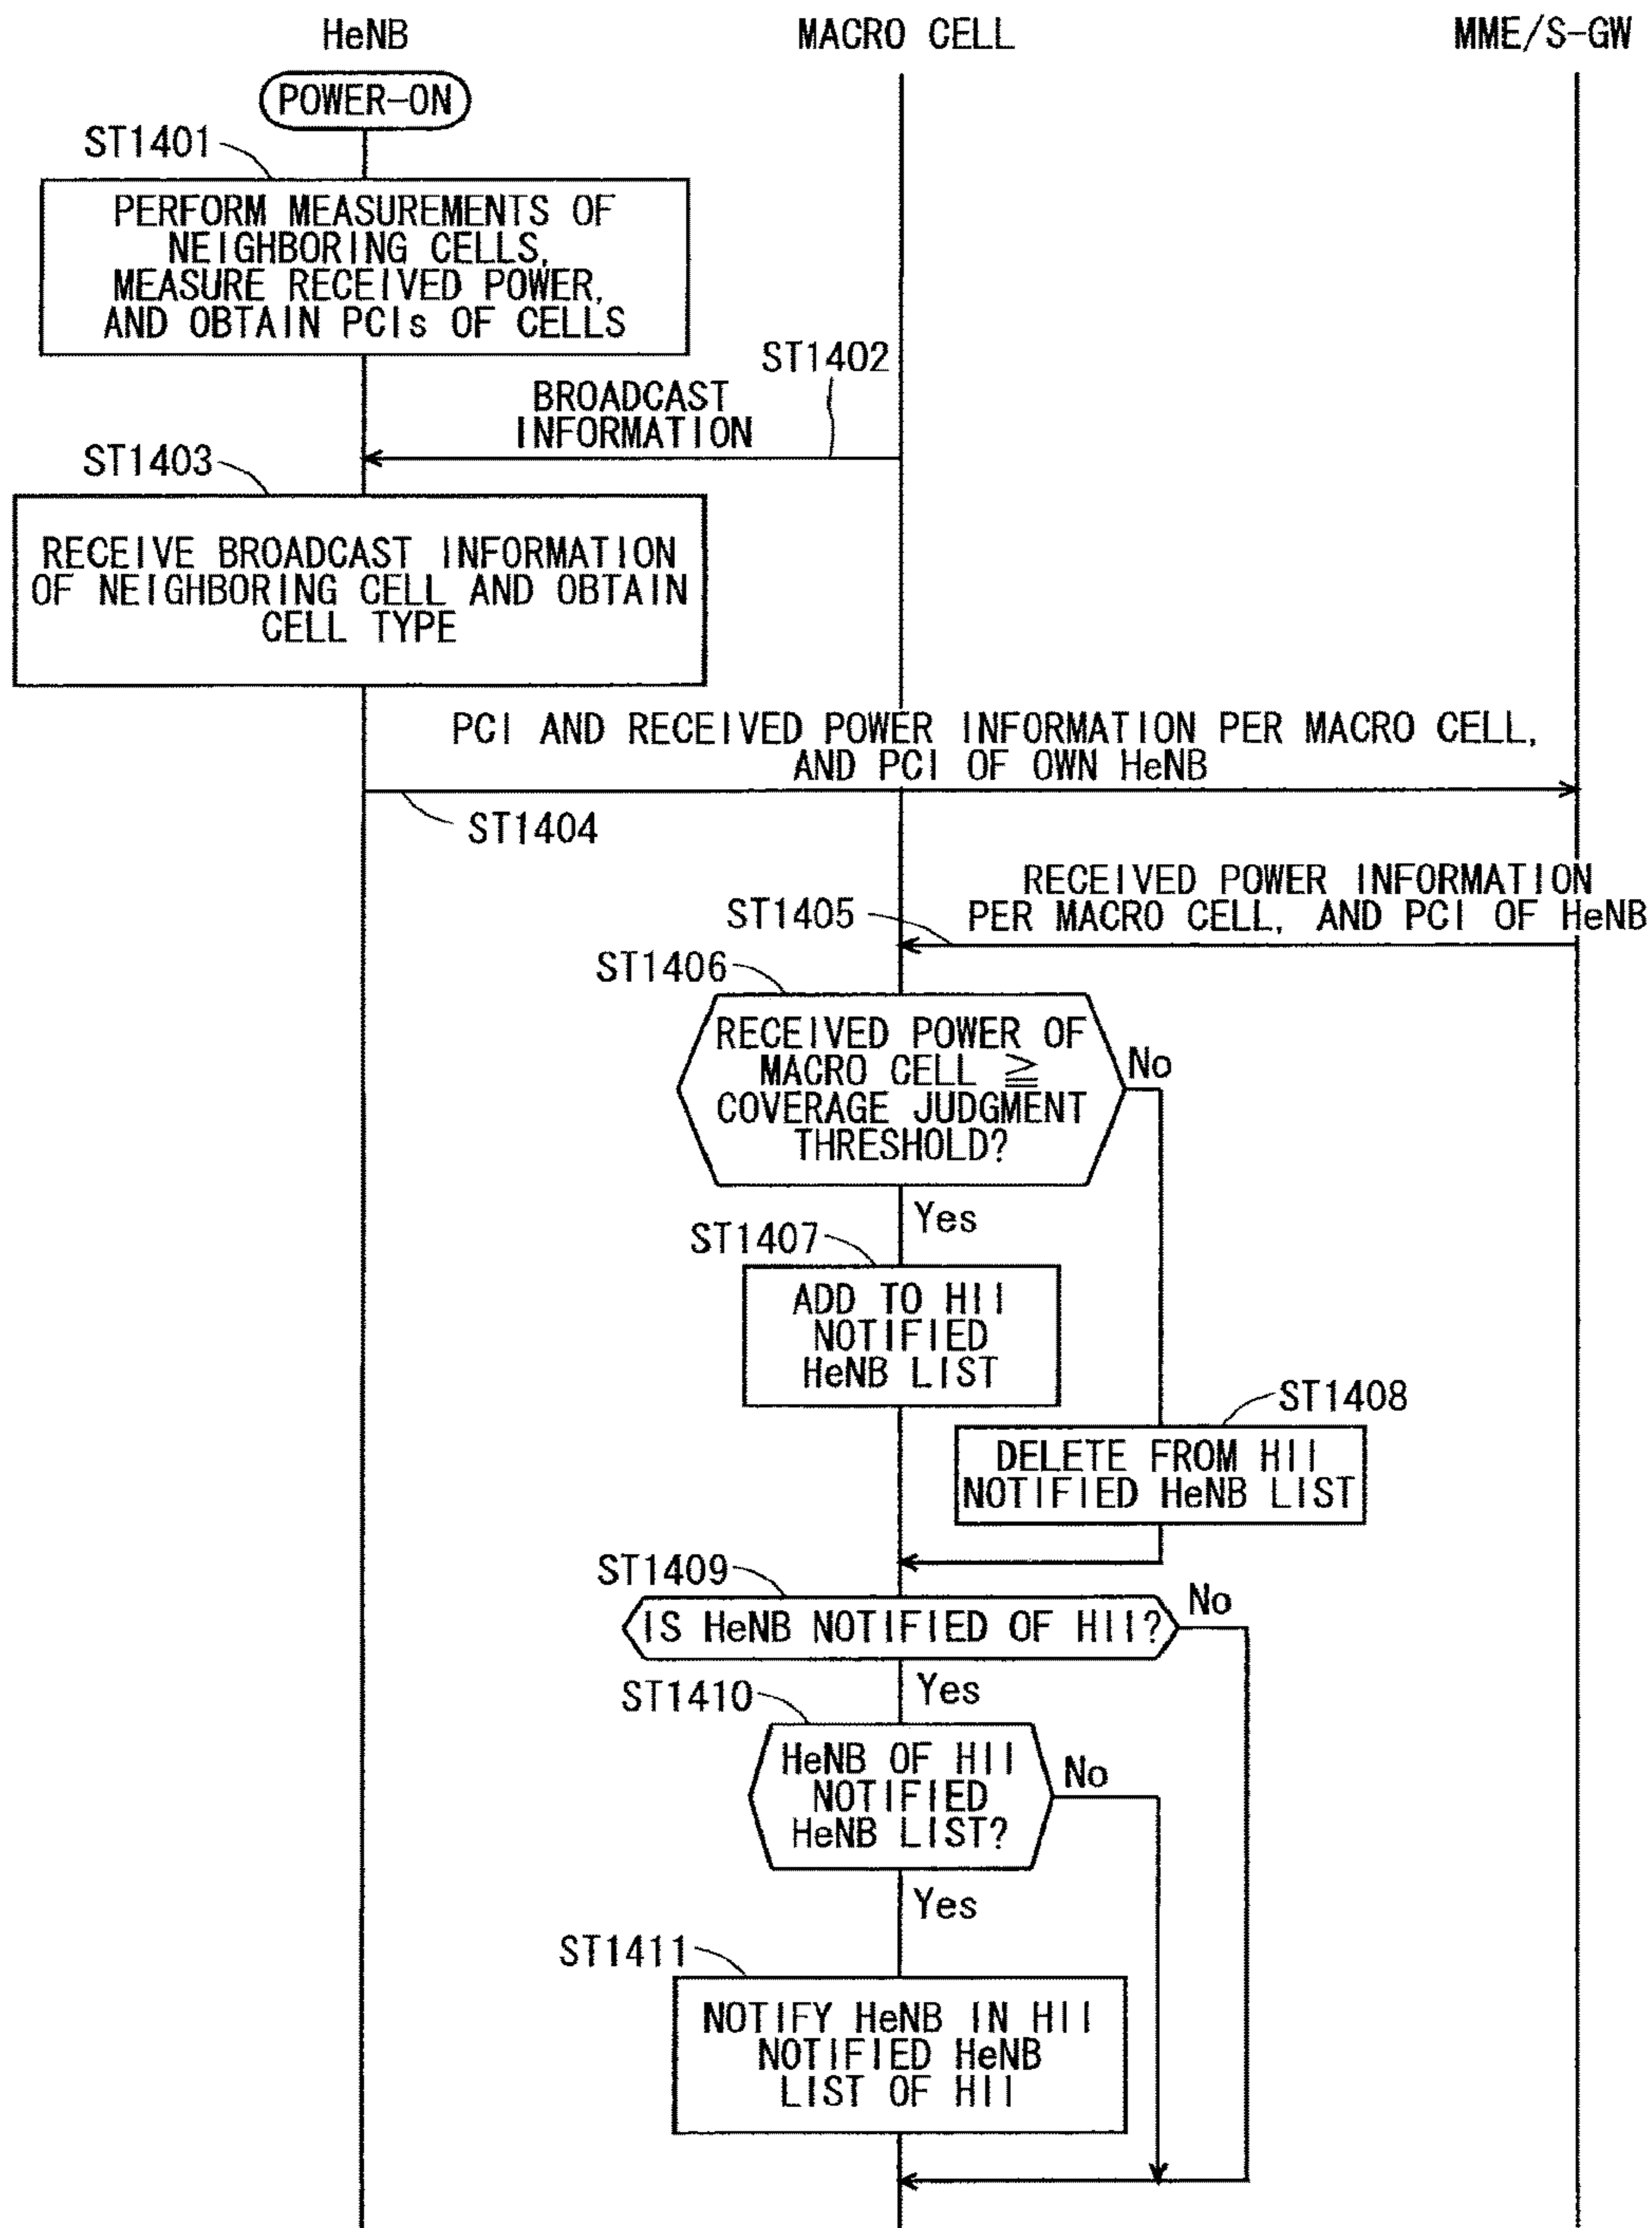 HeNB
MACRO CELL
MME/S-GW
POWER-ON
ST1401
PERFORM MEASUREMENTS OF
NEIGHBORING CELLS,
MEASURE RECEIVED POWER,
AND OBTAIN PCIs OF CELLS
ST1402
BROADCAST
INFORMATION
ST1403
RECEIVE BROADCAST INFORMATION
OF NEIGHBORING CELL AND OBTAIN
CELL TYPE
PCI AND RECEIVED POWER INFORMATION PER MACRO CELL,
AND PCI OF OWN HeNB
ST1404
RECEIVED POWER INFORMATION
PER MACRO CELL, AND PCI OF HeNB
ST1405
ST1406
RECEIVED POWER OF
MACRO CELL ≧
COVERAGE JUDGMENT
THRESHOLD?
No
Yes
ST1407
ADD TO HII
NOTIFIED
HeNB LIST
ST1408
DELETE FROM HII
NOTIFIED HeNB LIST
ST1409
IS HeNB NOTIFIED OF HII?
No
Yes
ST1410
HeNB OF HII
NOTIFIED
HeNB LIST?
No
Yes
ST1411
NOTIFY HeNB IN HII
NOTIFIED HeNB
LIST OF HII